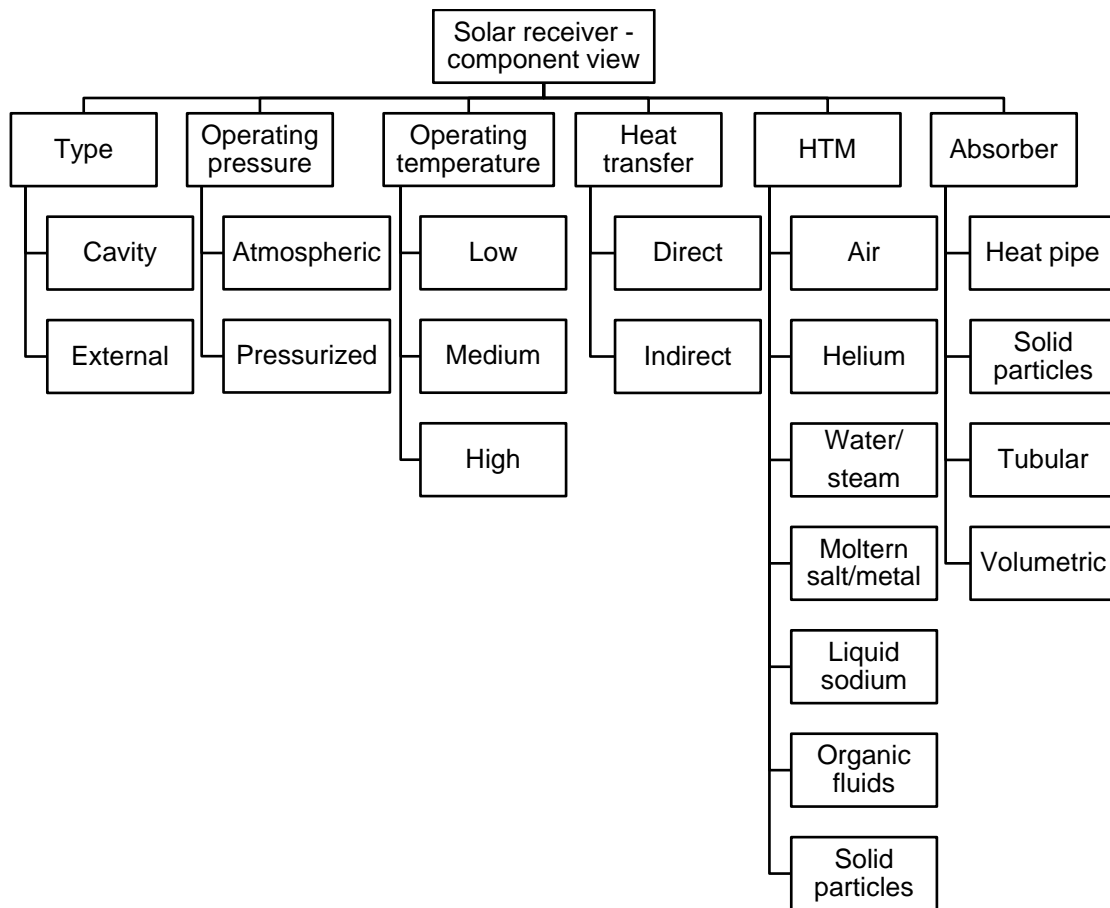 Solar receiver -
component view
Type
Operating
pressure
Operating
temperature
Heat
transfer
HTM
Absorber
Cavity
Atmospheric
Low
Direct
Air
Heat pipe
External
Pressurized
Medium
Indirect
Helium
Solid
particles
High
Water/
steam
Tubular
Moltern
salt/metal
Volumetric
Liquid
sodium
Organic
fluids
Solid
particles